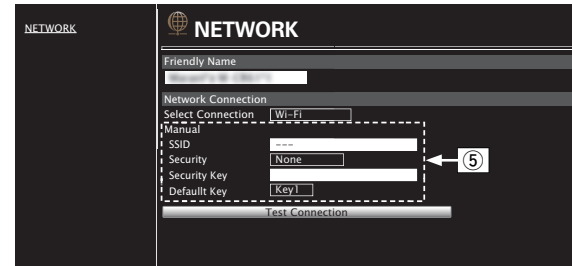 NETWORK
NETWORK
Friendly Name
Network Connection
Select Connection Wi-Fi
Manual
SSID ---
Security None
Security Key
Defaullt Key Key1
⑤
Test Connection